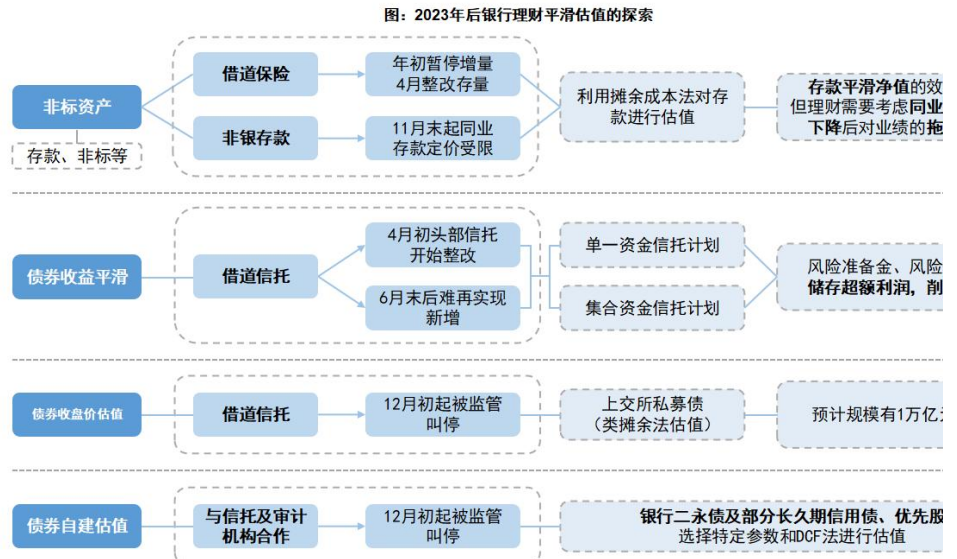 图：2023年后银行理财平滑估值的探索
非标资产
存款、非标等
借道保险
年初暂停增量
4月整改存量
非银存款
11月末起同业
存款定价受限
利用摊余成本法对存
款进行估值
存款平滑净值的效
但理财需要考虑同业
下降后对业绩的拖
债券收益平滑
借道信托
4月初头部信托
开始整改
6月末后难再实现
新增
单一资金信托计划
集合资金信托计划
风险准备金、风险
储存超额利润，削
债券收盘价估值
借道信托
12月初起被监管
叫停
上交所私募债
（类摊余法估值）
预计规模有1万亿
债券自建估值
与信托及审计
机构合作
12月初起被监管
叫停
银行二永债及部分长久期信用债、优先股
选择特定参数和DCF法进行估值